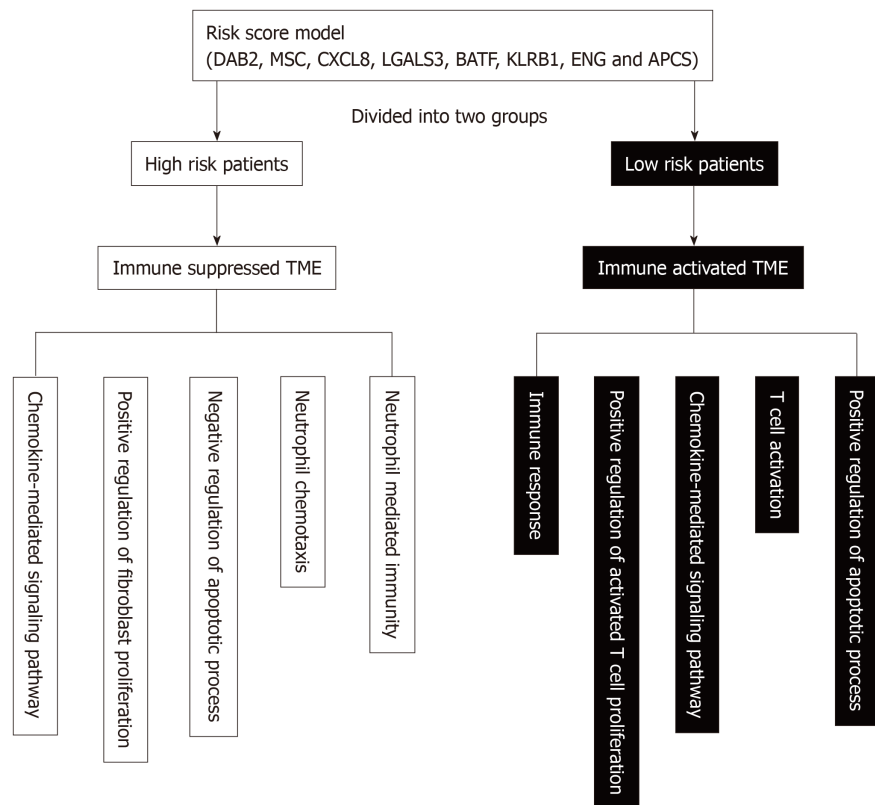 Risk score model
(DAB2, MSC, CXCL8, LGALS3, BATF, KLRB1, ENG and APCS)
Divided into two groups
High risk patients
Low risk patients
Immune suppressed TME
Immune activated TME
Chemokine-mediated signaling pathway
Positive regulation of fibroblast proliferation
Negative regulation of apoptotic process
Neutrophil chemotaxis
Neutrophil mediated immunity
Immune response
Positive regulation of activated T cell proliferation
Chemokine-mediated signaling pathway
T cell activation
Positive regulation of apoptotic process